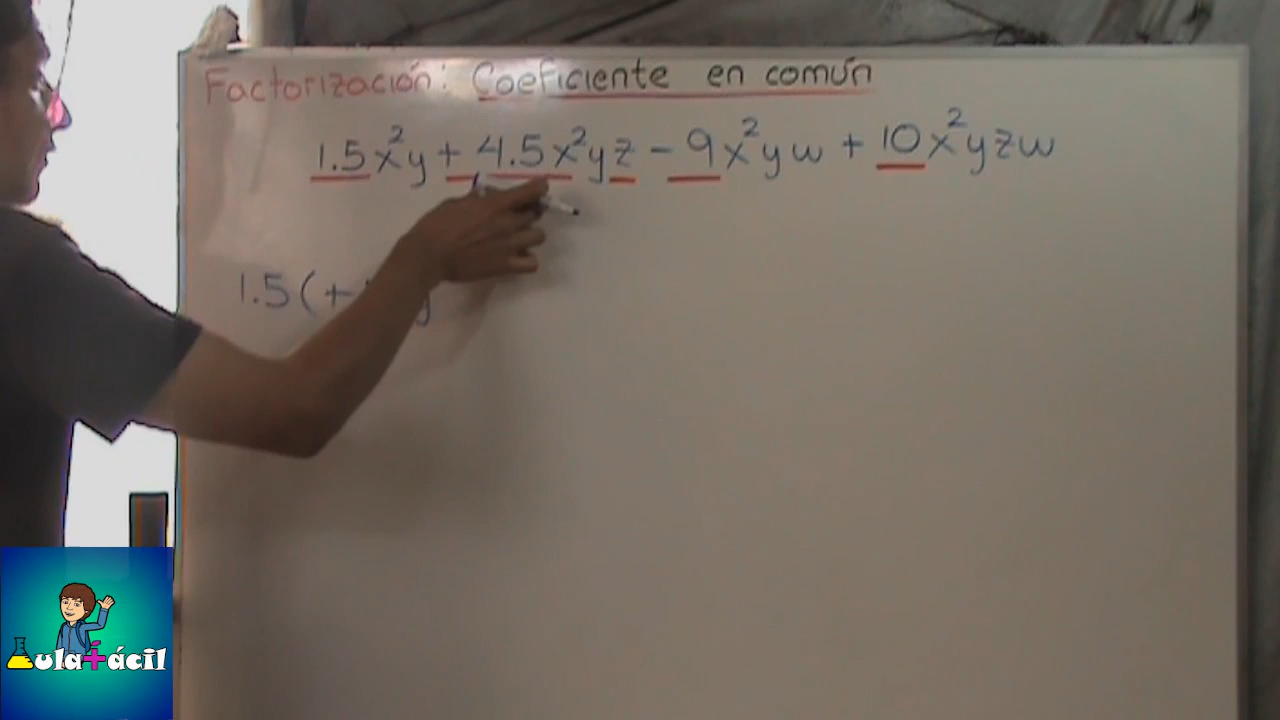 Factorización: Coeficiente en común
1.5x²y + 4.5x²yz - 9x²yw + 10x²yzw
1.5(+ y
Aula+fácil